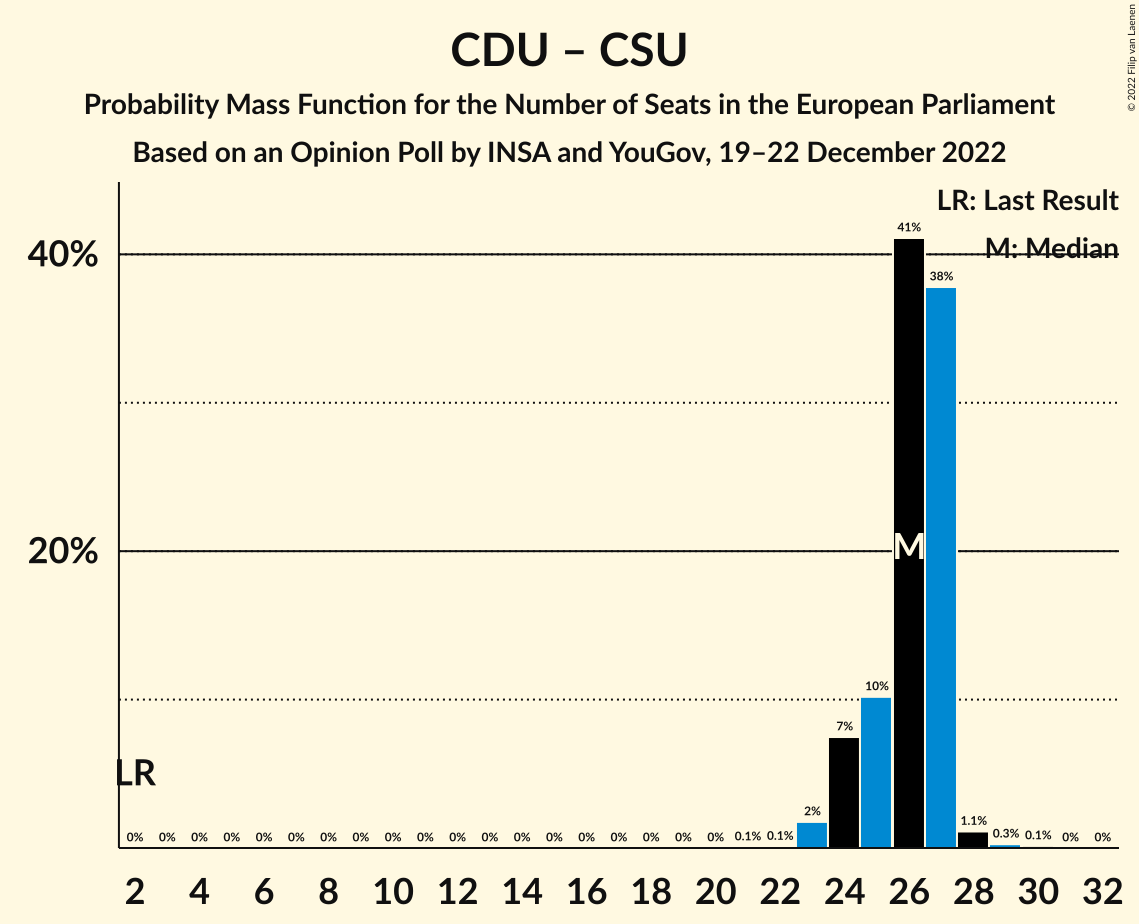 CDU – CSU
Probability Mass Function for the Number of Seats in the European Parliament
Based on an Opinion Poll by INSA and YouGov, 19–22 December 2022
© 2022 Filip van Laenen
LR: Last Result
M: Median
40%
20%
41%
38%
M
10%
7%
LR
2%
1.1%
0% 0% 0% 0% 0% 0% 0% 0% 0% 0% 0% 0% 0% 0% 0% 0% 0% 0% 0% 0.1% 0.1% 0.3% 0.1% 0% 0%
2 4 6 8 10 12 14 16 18 20 22 24 26 28 30 32